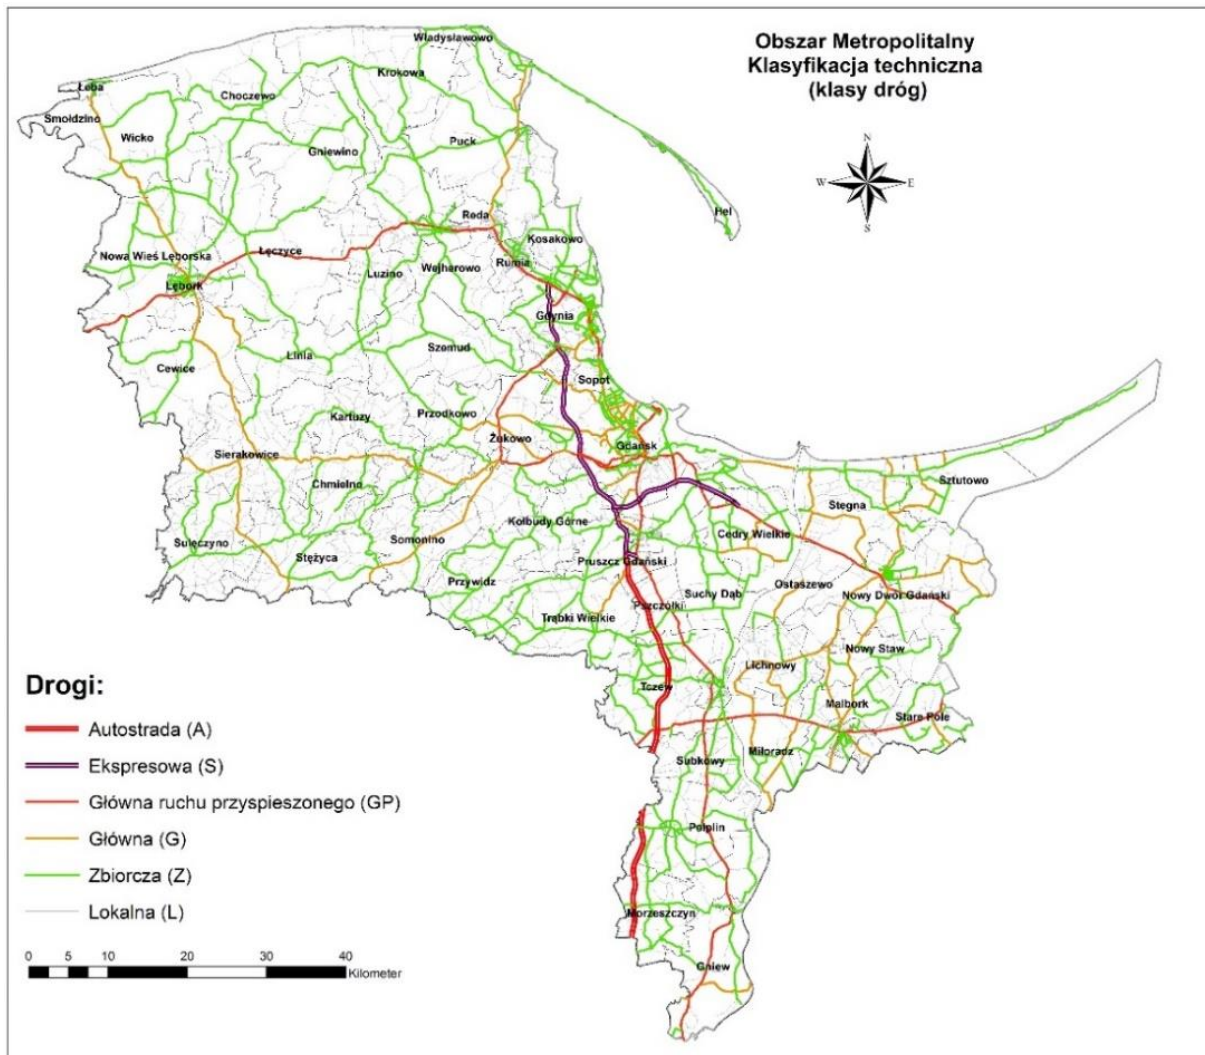 Obszar Metropolitalny
Klasyfikacja techniczna
(klasy dróg)
N
W
E
S
Władysławowo
Krokowa
Łeba
Choczewo
Smołdzino
Wicko
Puck
Gniewino
Hel
Reda
Kosakowo
Łęczyce
Nowa Wieś Lęborska
Rumia
Wejherowo
Luzino
Lębork
Gdynia
Szemud
Linia
Cewice
Sopot
Przodkowo
Kartuzy
Żukowo
Gdańsk
Sierakowice
Chmielno
Sztutowo
Stegna
Kolbudy Górne
Cedry Wielkie
Sulęczyno
Somonino
Stężyca
Pruszcz Gdański
Przywidz
Ostaszewo
Suchy Dąb
Nowy Dwór Gdański
Pszczółki
Trąbki Wielkie
Nowy Staw
Lichnowy
Tczew
Malbork
Stare Pole
Miłoradz
Subkowy
Pelplin
Morzeszczyn
Gniew
Drogi:
Autostrada (A)
Ekspresowa (S)
Główna ruchu przyspieszonego (GP)
Główna (G)
Zbiorcza (Z)
Lokalna (L)
0 5 10 20 30 40
Kilometer